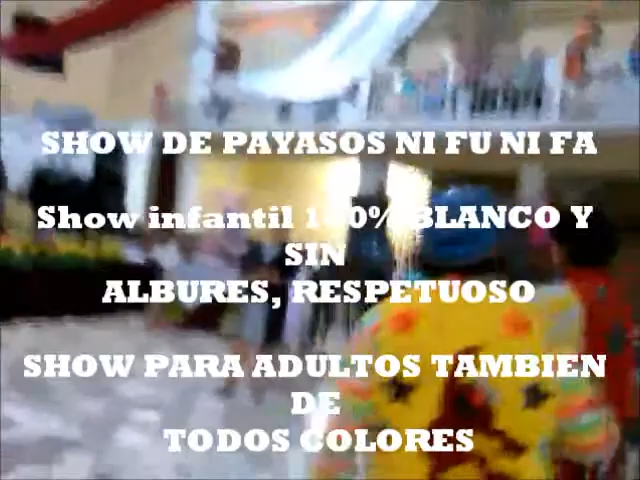 SHOW DE PAYASOS NI FU NI FA
Show infantil 100% BLANCO Y
SIN
ALBURES, RESPETUOSO
SHOW PARA ADULTOS TAMBIEN
DE
TODOS COLORES